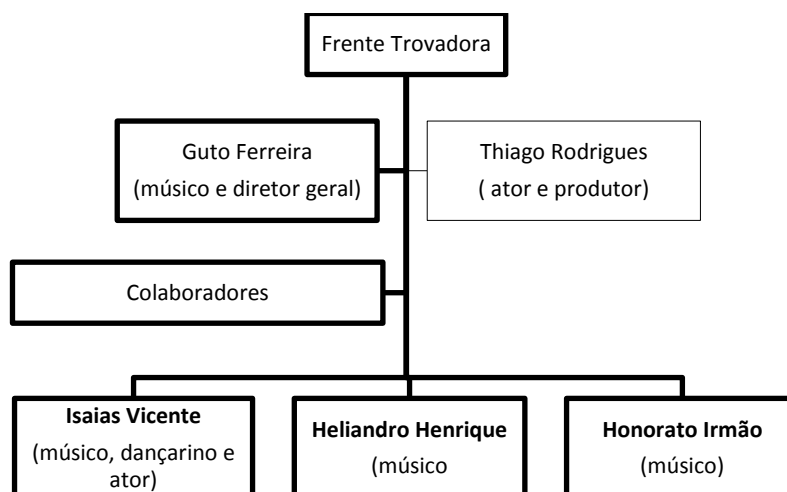 Frente Trovadora
Guto Ferreira
(músico e diretor geral)
Thiago Rodrigues
( ator e produtor)
Colaboradores
Isaias Vicente
(músico, dançarino e
ator)
Heliandro Henrique
(músico
Honorato Irmão
(músico)